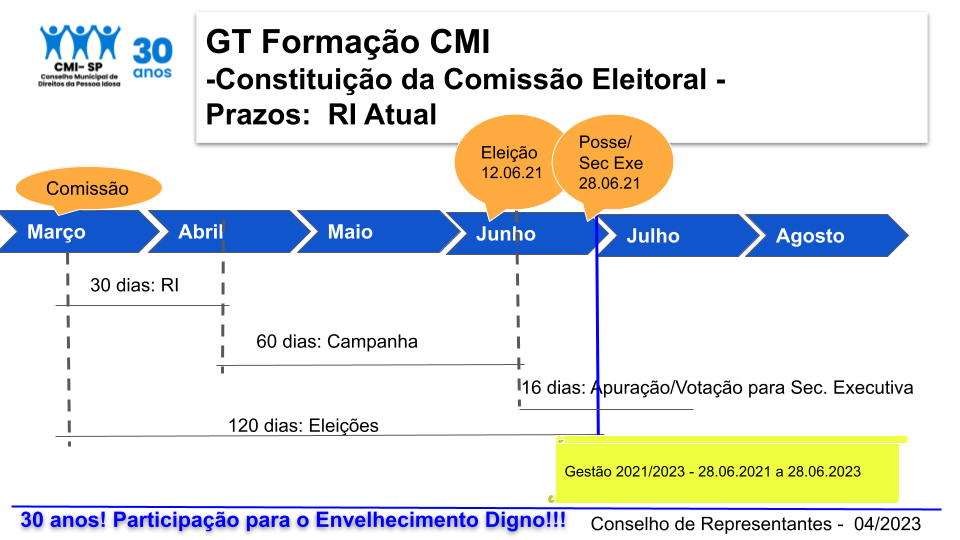 CMI- SP
Conselho Municipal de
Direitos da Pessoa Idosa
30
anos
GT Formação CMI
-Constituição da Comissão Eleitoral -
Prazos:  RI Atual
Eleição
12.06.21
Posse/
Sec Exe
28.06.21
Comissão
Março
Abril
Maio
Junho
Julho
Agosto
30 dias: RI
60 dias: Campanha
16 dias: Apuração/Votação para Sec. Executiva
120 dias: Eleições
Gestão 2021/2023 - 28.06.2021 a 28.06.2023
30 anos! Participação para o Envelhecimento Digno!!!
Conselho de Representantes -  04/2023